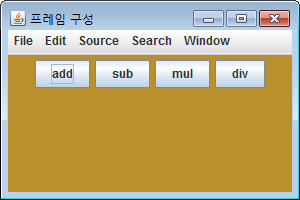 프레임 구성
File Edit Source Search Window
add sub mul div